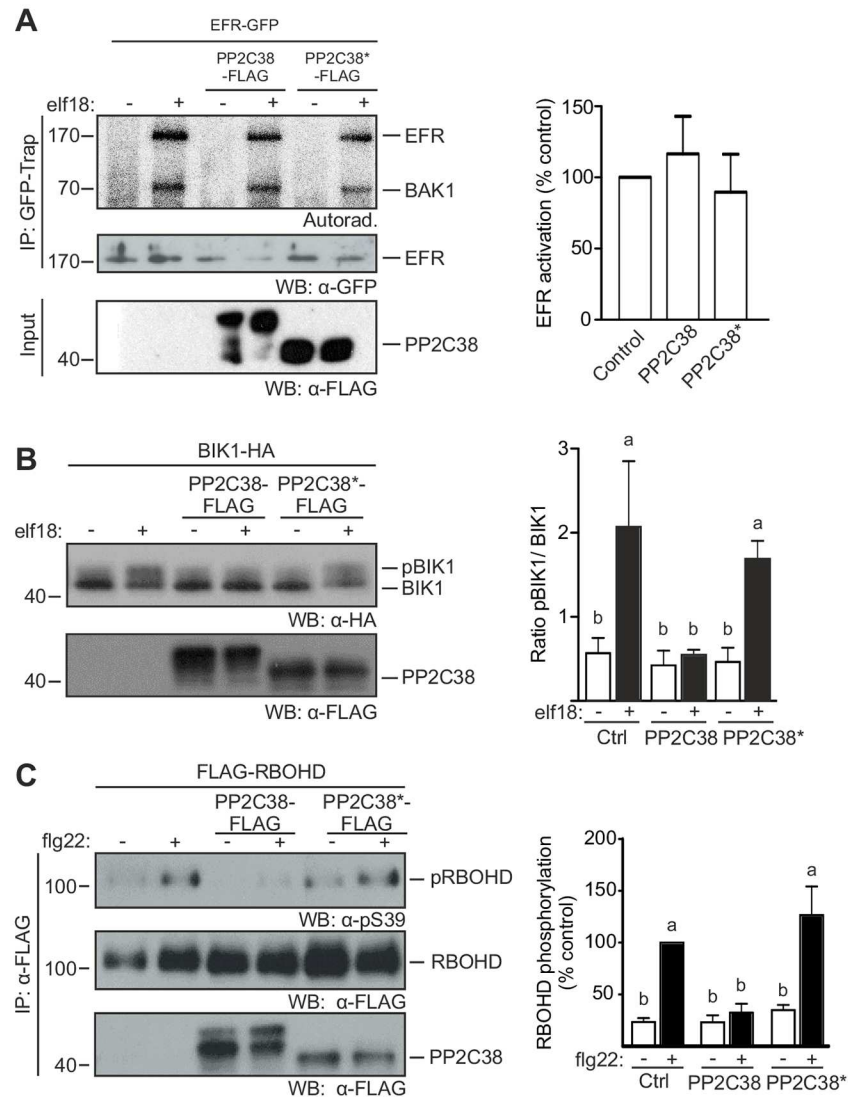 A
EFR-GFP
PP2C38
-FLAG
PP2C38*
-FLAG
elf18: - + - + - +
IP: GFP-Trap
170
EFR
70
BAK1
Autorad.
170
EFR
WB: α-GFP
Input
PP2C38
40
WB: α-FLAG
EFR activation (% control)
150
100
50
0
Control
PP2C38
PP2C38*
B
BIK1-HA
PP2C38-
FLAG
PP2C38*-
FLAG
elf18: - + - + - +
pBIK1
BIK1
40
WB: α-HA
40
PP2C38
WB: α-FLAG
Ratio pBIK1/ BIK1
3
2
1
b a b b b a
elf18: - + - + - +
Ctrl PP2C38 PP2C38*
C
FLAG-RBOHD
PP2C38-
FLAG
PP2C38*-
FLAG
flg22: - + - + - +
IP: α-FLAG
100
pRBOHD
WB: α-pS39
100
RBOHD
WB: α-FLAG
40
PP2C38
WB: α-FLAG
RBOHD phosphorylation
(% control)
200
150
100
50
b a b b b a
flg22: - + - + - +
Ctrl PP2C38 PP2C38*